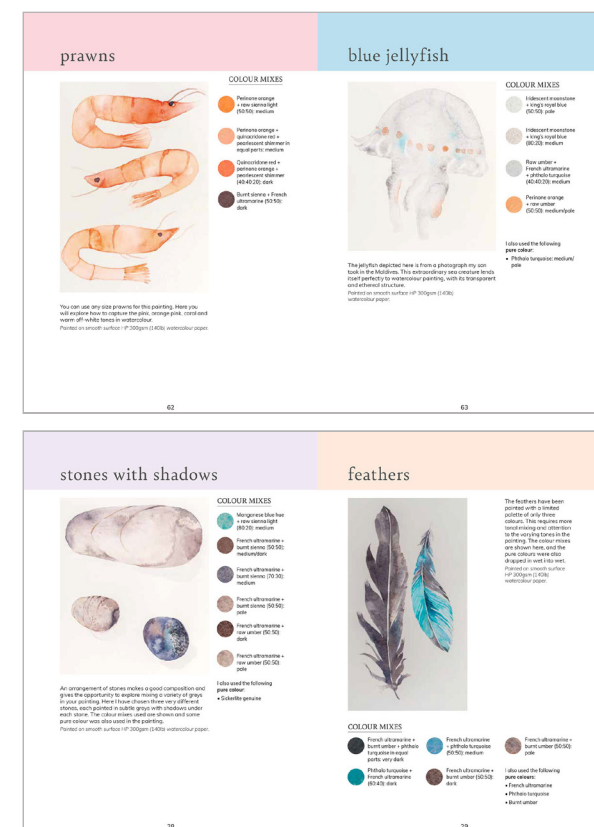 prawns
COLOUR MIXES
Perinone orange
+ raw sienna light
(50:50): medium
Perinone orange +
quinacridone red +
pearlescent shimmer in
equal parts: medium
Quinacridone red +
perinone orange +
pearlescent shimmer
(40:40:20): dark
Burnt sienna + French
ultramarine (50:50):
dark
You can use any size prawns for this painting. Here you
will explore how to capture the pink, orange pink, coral and
warm off-white tones in watercolour.
Painted on smooth surface HP 300gsm (140lb) watercolour paper.
62
blue jellyfish
COLOUR MIXES
Iridescent moonstone
+ king's royal blue
(50:50): pale
Iridescent moonstone
+ king's royal blue
(80:20): medium
Raw umber +
French ultramarine
+ phthalo turquoise
(40:40:20): medium
Perinone orange
+ raw umber
(50:50): medium/pale
I also used the following
pure colour:
• Phthalo turquoise; medium/
pale
The jellyfish depicted here is from a photograph my son
took in the Maldives. This extraordinary sea creature lends
itself perfectly to watercolour painting, with its transparent
and ethereal structure.
Painted on smooth surface HP 300gsm (140lb)
watercolour paper.
63
stones with shadows
COLOUR MIXES
Manganese blue hue
+ raw sienna light
(80:20): medium
French ultramarine +
burnt sienna (50:50):
medium/dark
French ultramarine +
burnt sienna (70:30):
medium
French ultramarine +
burnt sienna (50:50):
pale
French ultramarine +
raw umber (50:50):
dark
French ultramarine +
raw umber (50:50):
pale
I also used the following
pure colour:
• Sickerlite genuine
An arrangement of stones makes a good composition and
gives the opportunity to explore mixing a variety of greys
in your painting. Here I have chosen three very different
stones, each painted in subtle greys with shadows under
each stone. The colour mixes used are shown and some
pure colour was also used in the painting.
Painted on smooth surface HP 300gsm (140lb) watercolour paper.
feathers
The feathers have been
painted with a limited
palette of only three
colours. This requires more
tonal mixing and attention
to the varying tones in the
painting. The colour mixes
are shown here, and the
pure colours were also
dropped in wet into wet.
Painted on smooth surface
HP 300gsm (140lb)
watercolour paper.
COLOUR MIXES
French ultramarine +
burnt umber + phthalo
turquoise in equal
parts: very dark
Phthalo turquoise +
French ultramarine
(60:40): dark
French ultramarine
+ phthalo turquoise
(50:50): medium
French ultramarine +
burnt umber (50:50):
dark
French ultramarine +
burnt umber (50:50):
pale
I also used the following
pure colours:
• French ultramarine
• Phthalo turquoise
• Burnt umber